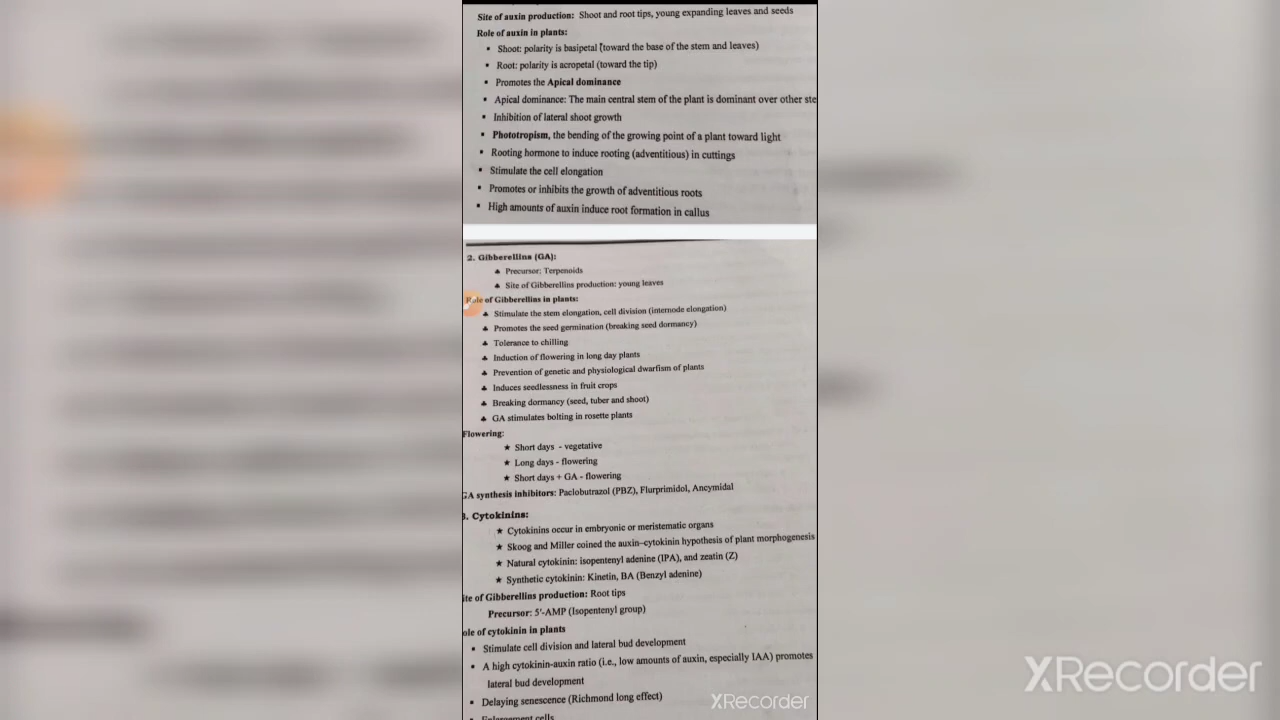 Site of auxin production: Shoot and root tips, young expanding leaves and seeds
Role of auxin in plants:
▪ Shoot: polarity is basipetal (toward the base of the stem and leaves)
▪ Root: polarity is acropetal (toward the tip)
▪ Promotes the Apical dominance
▪ Apical dominance: The main central stem of the plant is dominant over other ste
▪ Inhibition of lateral shoot growth
▪ Phototropism, the bending of the growing point of a plant toward light
▪ Rooting hormone to induce rooting (adventitious) in cuttings
▪ Stimulate the cell elongation
▪ Promotes or inhibits the growth of adventitious roots
▪ High amounts of auxin induce root formation in callus
2. Gibberellins (GA):
♣ Precursor: Terpenoids
♣ Site of Gibberellins production: young leaves
Role of Gibberellins in plants:
♣ Stimulate the stem elongation, cell division (internode elongation)
♣ Promotes the seed germination (breaking seed dormancy)
♣ Tolerance to chilling
♣ Induction of flowering in long day plants
♣ Prevention of genetic and physiological dwarfism of plants
♣ Induces seedlessness in fruit crops
♣ Breaking dormancy (seed, tuber and shoot)
♣ GA stimulates bolting in rosette plants
Flowering:
★ Short days - vegetative
★ Long days - flowering
★ Short days + GA - flowering
GA synthesis inhibitors: Paclobutrazol (PBZ), Flurprimidol, Ancymidal
3. Cytokinins:
★ Cytokinins occur in embryonic or meristematic organs
★ Skoog and Miller coined the auxin–cytokinin hypothesis of plant morphogenesis
★ Natural cytokinin: isopentenyl adenine (IPA), and zeatin (Z)
★ Synthetic cytokinin: Kinetin, BA (Benzyl adenine)
ite of Gibberellins production: Root tips
Precursor: 5'-AMP (Isopentenyl group)
ole of cytokinin in plants
▪ Stimulate cell division and lateral bud development
▪ A high cytokinin-auxin ratio (i.e., low amounts of auxin, especially IAA) promotes
lateral bud development
▪ Delaying senescence (Richmond long effect)
▪ Enlargement cells
XRecorder
XRecorder